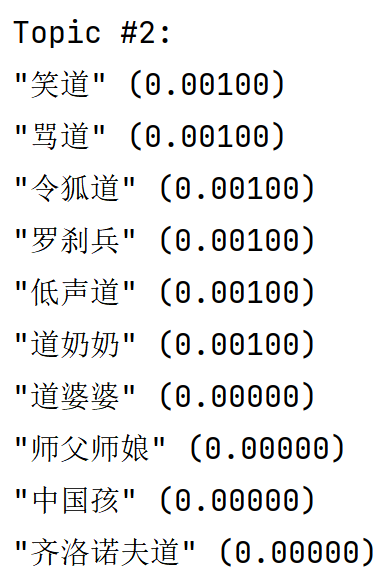 Topic #2:
"笑道" (0.00100)
"骂道" (0.00100)
"令狐道" (0.00100)
"罗刹兵" (0.00100)
"低声道" (0.00100)
"道奶奶" (0.00100)
"道婆婆" (0.00000)
"师父师娘" (0.00000)
"中国孩" (0.00000)
"齐洛诺夫道" (0.00000)